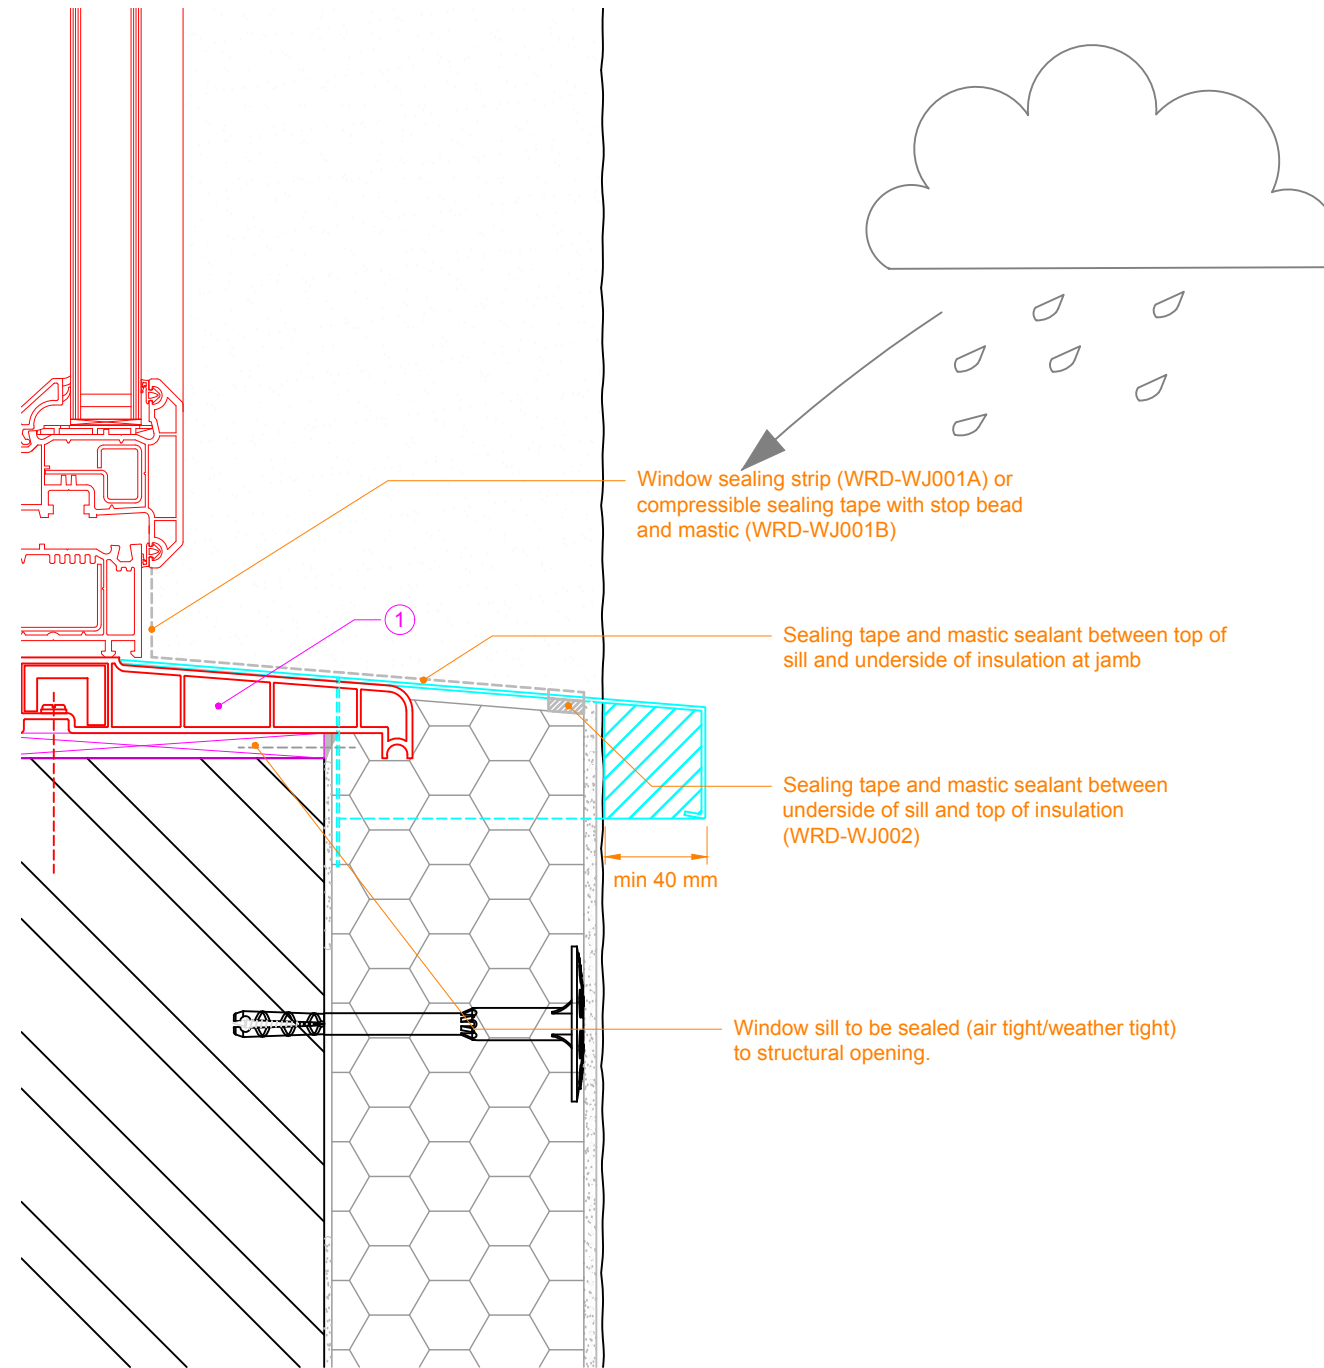 Window sealing strip (WRD-WJ001A) or
compressible sealing tape with stop bead
and mastic (WRD-WJ001B)
1
Sealing tape and mastic sealant between top of
sill and underside of insulation at jamb
Sealing tape and mastic sealant between
underside of sill and top of insulation
(WRD-WJ002)
min 40 mm
Window sill to be sealed (air tight/weather tight)
to structural opening.